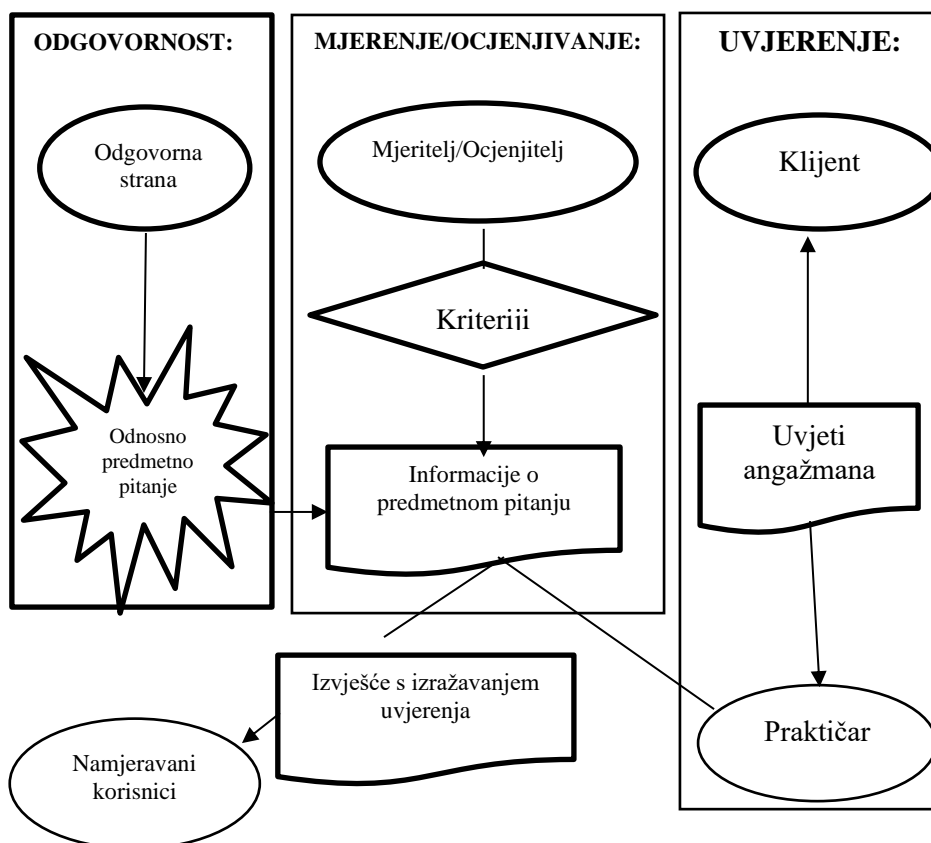 ODGOVORNOST:
Odgovorna
strana
Odnosno
predmetno
pitanje
MJERENJE/OCJENJIVANJE:
Mjeritelj/Ocjenjitelj
Kriteriji
Informacije o
predmetnom pitanju
UVJERENJE:
Klijent
Uvjeti
angažmana
Praktičar
Izvješće s izražavanjem
uvjerenja
Namjeravani
korisnici